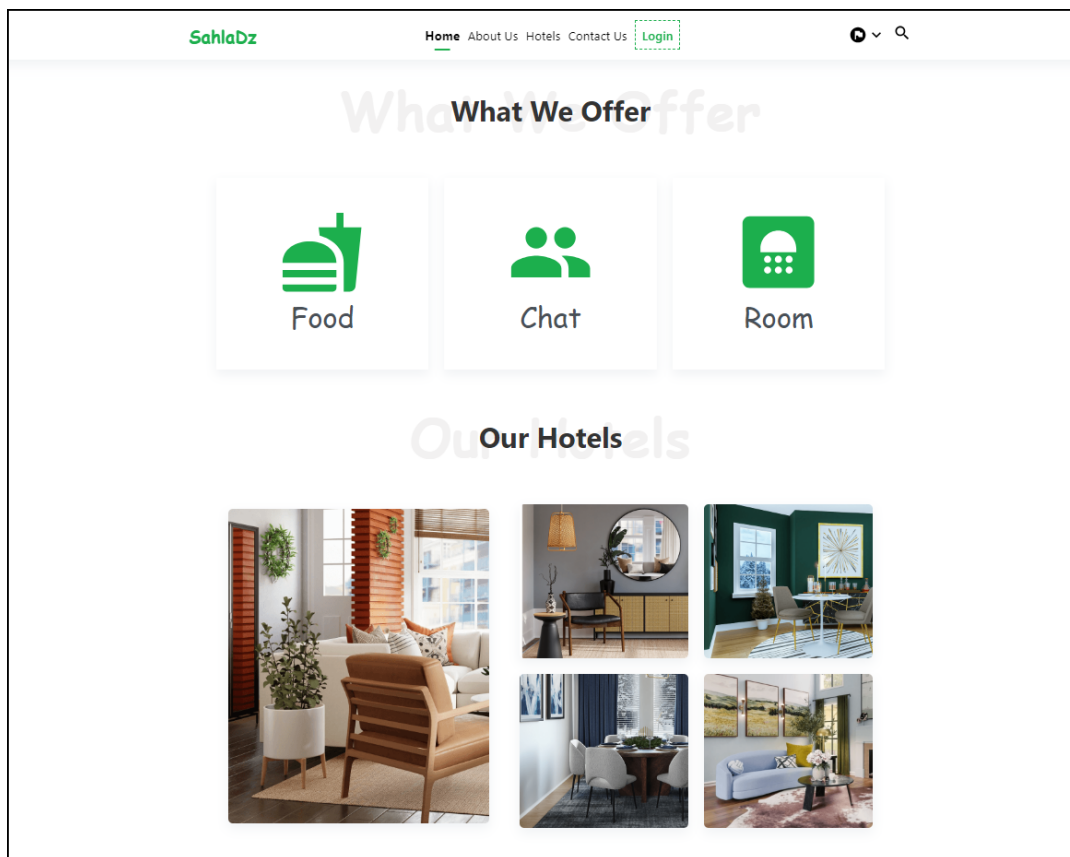 SahlaDz Home About Us Hotels Contact Us Login
What We Offer
What We Offer
Food Chat Room
Our Hotels
Our Hotels